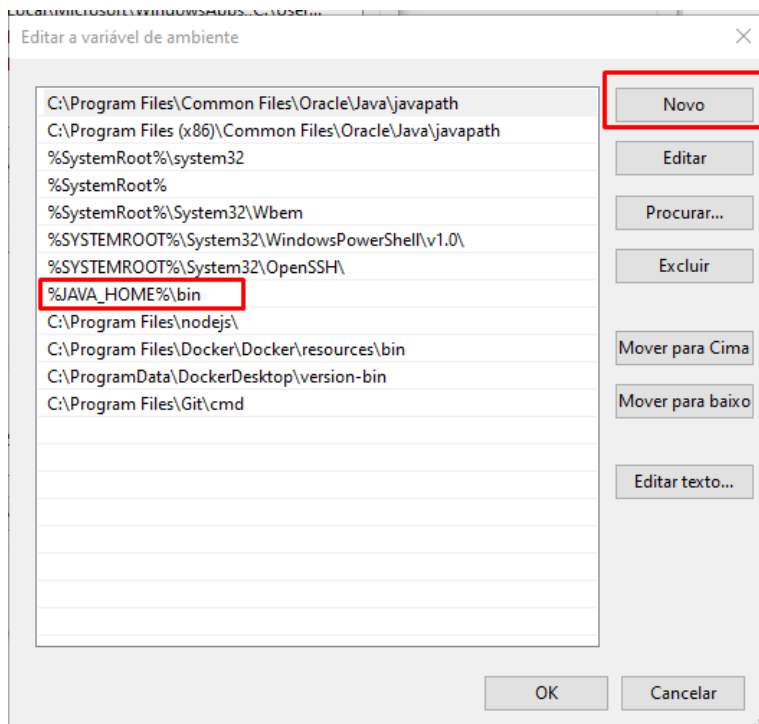 Editar a variável de ambiente
C:\Program Files\Common Files\Oracle\Java\javapath
Novo
C:\Program Files (x86)\Common Files\Oracle\Java\javapath
%SystemRoot%\system32
Editar
%SystemRoot%
%SystemRoot%\System32\Wbem
Procurar...
%SYSTEMROOT%\System32\WindowsPowerShell\v1.0\
%SYSTEMROOT%\System32\OpenSSH\
Excluir
%JAVA_HOME%\bin
C:\Program Files\nodejs\
C:\Program Files\Docker\Docker\resources\bin
Mover para Cima
C:\ProgramData\DockerDesktop\version-bin
C:\Program Files\Git\cmd
Mover para baixo
Editar texto...
OK
Cancelar